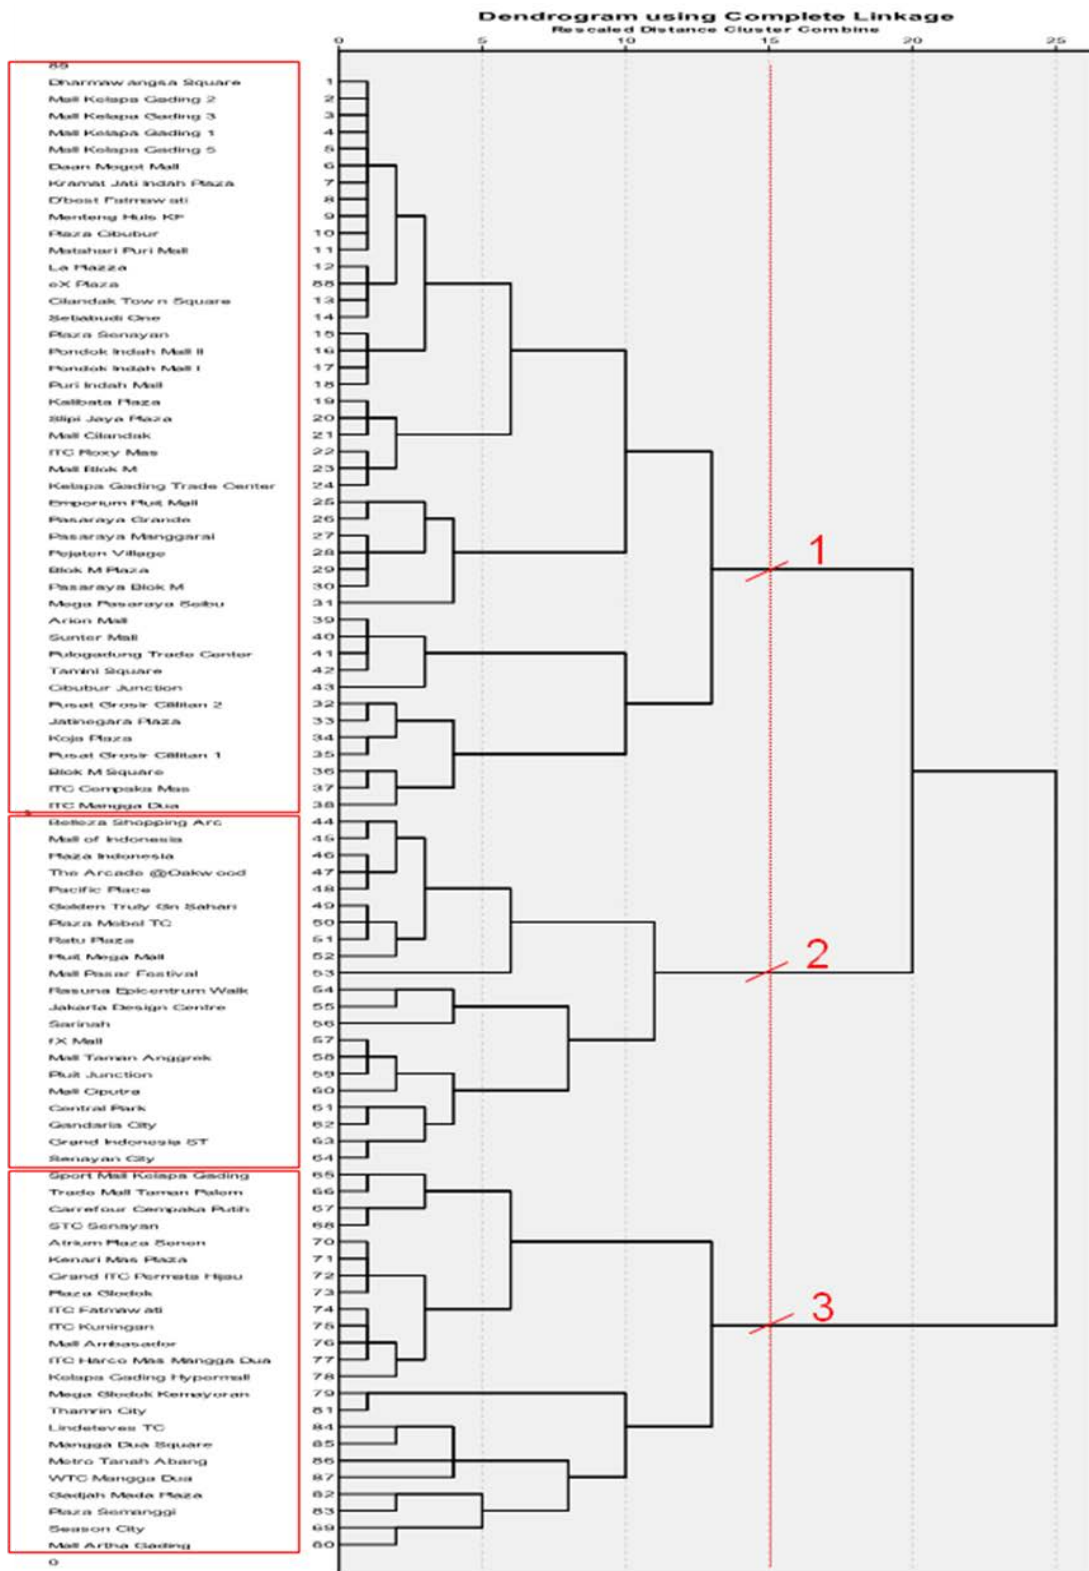 Dendrogram using Complete Linkage
Rescaled Distance Cluster Combine
0 5 10 15 20 25
89
Dharmawangsa Square 1
Mall Kelapa Gading 2 2
Mall Kelapa Gading 3 3
Mall Kelapa Gading 1 4
Mall Kelapa Gading 5 5
Daan Mogot Mall 6
Kramat Jati Indah Plaza 7
D'best Fatmawati 8
Menteng Huis KF 9
Plaza Cibubur 10
Matahari Puri Mall 11
La Piazza 12
eX Plaza 88
Cilandak Town Square 13
Setiabudi One 14
Plaza Senayan 15
Pondok Indah Mall II 16
Pondok Indah Mall I 17
Puri Indah Mall 18
Kalibata Plaza 19
Slipi Jaya Plaza 20
Mall Cilandak 21
ITC Roxy Mas 22
Mall Blok M 23
Kelapa Gading Trade Center 24
Emporium Pluit Mall 25
Pasaraya Grande 26
Pasaraya Manggarai 27
Pejaten Village 28
Blok M Plaza 29
Pasaraya Blok M 30
Mega Pasaraya Seibu 31
Arion Mall 39
Sunter Mall 40
Pulogadung Trade Center 41
Tamini Square 42
Cibubur Junction 43
Pusat Grosir Cililitan 2 32
Jatinegara Plaza 33
Koja Plaza 34
Pusat Grosir Cililitan 1 35
Blok M Square 36
ITC Cempaka Mas 37
ITC Mangga Dua 38
Belleza Shopping Arc 44
Mall of Indonesia 45
Plaza Indonesia 46
The Arcade @Oakwood 47
Pacific Place 48
Golden Truly Gn Sahari 49
Plaza Mebel TC 50
Ratu Plaza 51
Pluit Mega Mall 52
Mall Pasar Festival 53
Rasuna Epicentrum Walk 54
Jakarta Design Centre 55
Sarinah 56
fX Mall 57
Mall Taman Anggrek 58
Pluit Junction 59
Mall Ciputra 60
Central Park 61
Gandaria City 62
Grand Indonesia ST 63
Senayan City 64
Sport Mall Kelapa Gading 65
Trade Mall Taman Palem 66
Carrefour Cempaka Putih 67
STC Senayan 68
Atrium Plaza Senen 70
Kenari Mas Plaza 71
Grand ITC Permata Hijau 72
Plaza Glodok 73
ITC Fatmawati 74
ITC Kuningan 75
Mall Ambasador 76
ITC Harco Mas Mangga Dua 77
Kelapa Gading Hypermall 78
Mega Glodok Kemayoran 79
Thamrin City 81
Lindeteves TC 84
Mangga Dua Square 85
Metro Tanah Abang 86
WTC Mangga Dua 87
Gadjah Mada Plaza 82
Plaza Semanggi 83
Season City 69
Mall Artha Gading 80
0
1
2
3